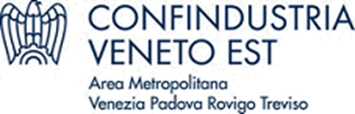 CONFINDUSTRIA
VENETO EST
Area Metropolitana
Venezia Padova Rovigo Treviso